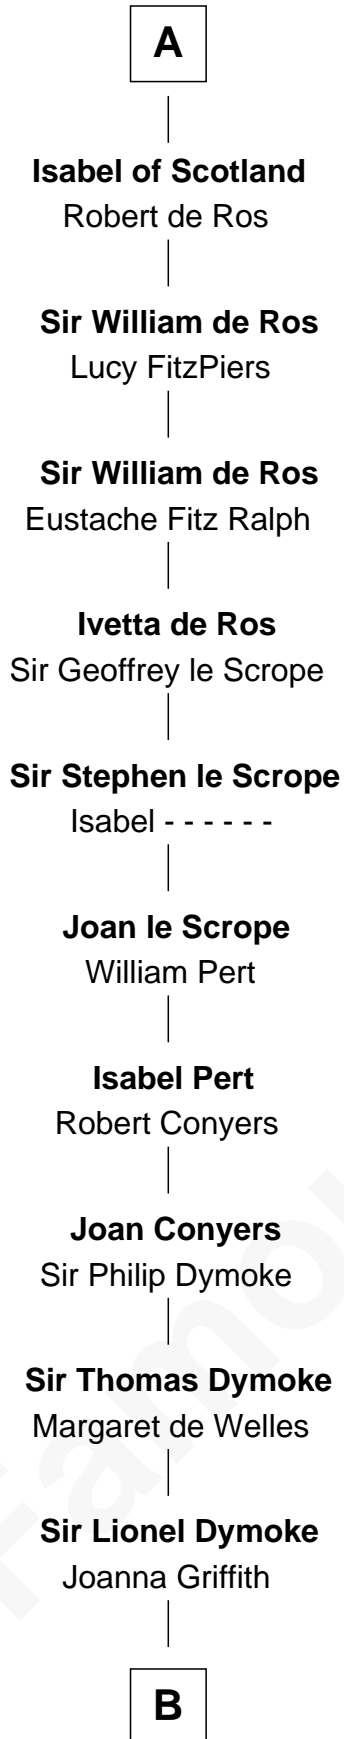 A
Isabel of Scotland
Robert de Ros
Sir William de Ros
Lucy FitzPiers
Sir William de Ros
Eustache Fitz Ralph
Ivetta de Ros
Sir Geoffrey le Scrope
Sir Stephen le Scrope
Isabel - - - - - -
Joan le Scrope
William Pert
Isabel Pert
Robert Conyers
Joan Conyers
Sir Philip Dymoke
Sir Thomas Dymoke
Margaret de Welles
Sir Lionel Dymoke
Joanna Griffith
B